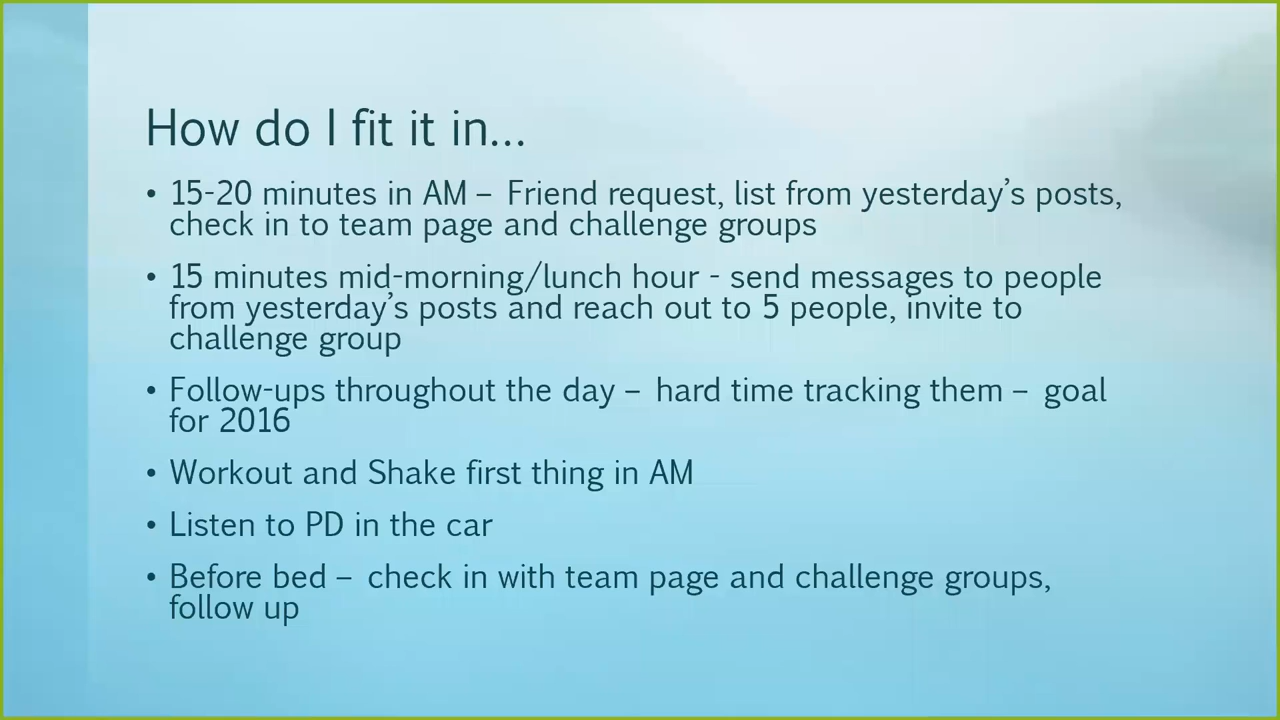 How do I fit it in...
• 15-20 minutes in AM – Friend request, list from yesterday's posts,
check in to team page and challenge groups
• 15 minutes mid-morning/lunch hour - send messages to people
from yesterday's posts and reach out to 5 people, invite to
challenge group
• Follow-ups throughout the day – hard time tracking them – goal
for 2016
• Workout and Shake first thing in AM
• Listen to PD in the car
• Before bed – check in with team page and challenge groups,
follow up